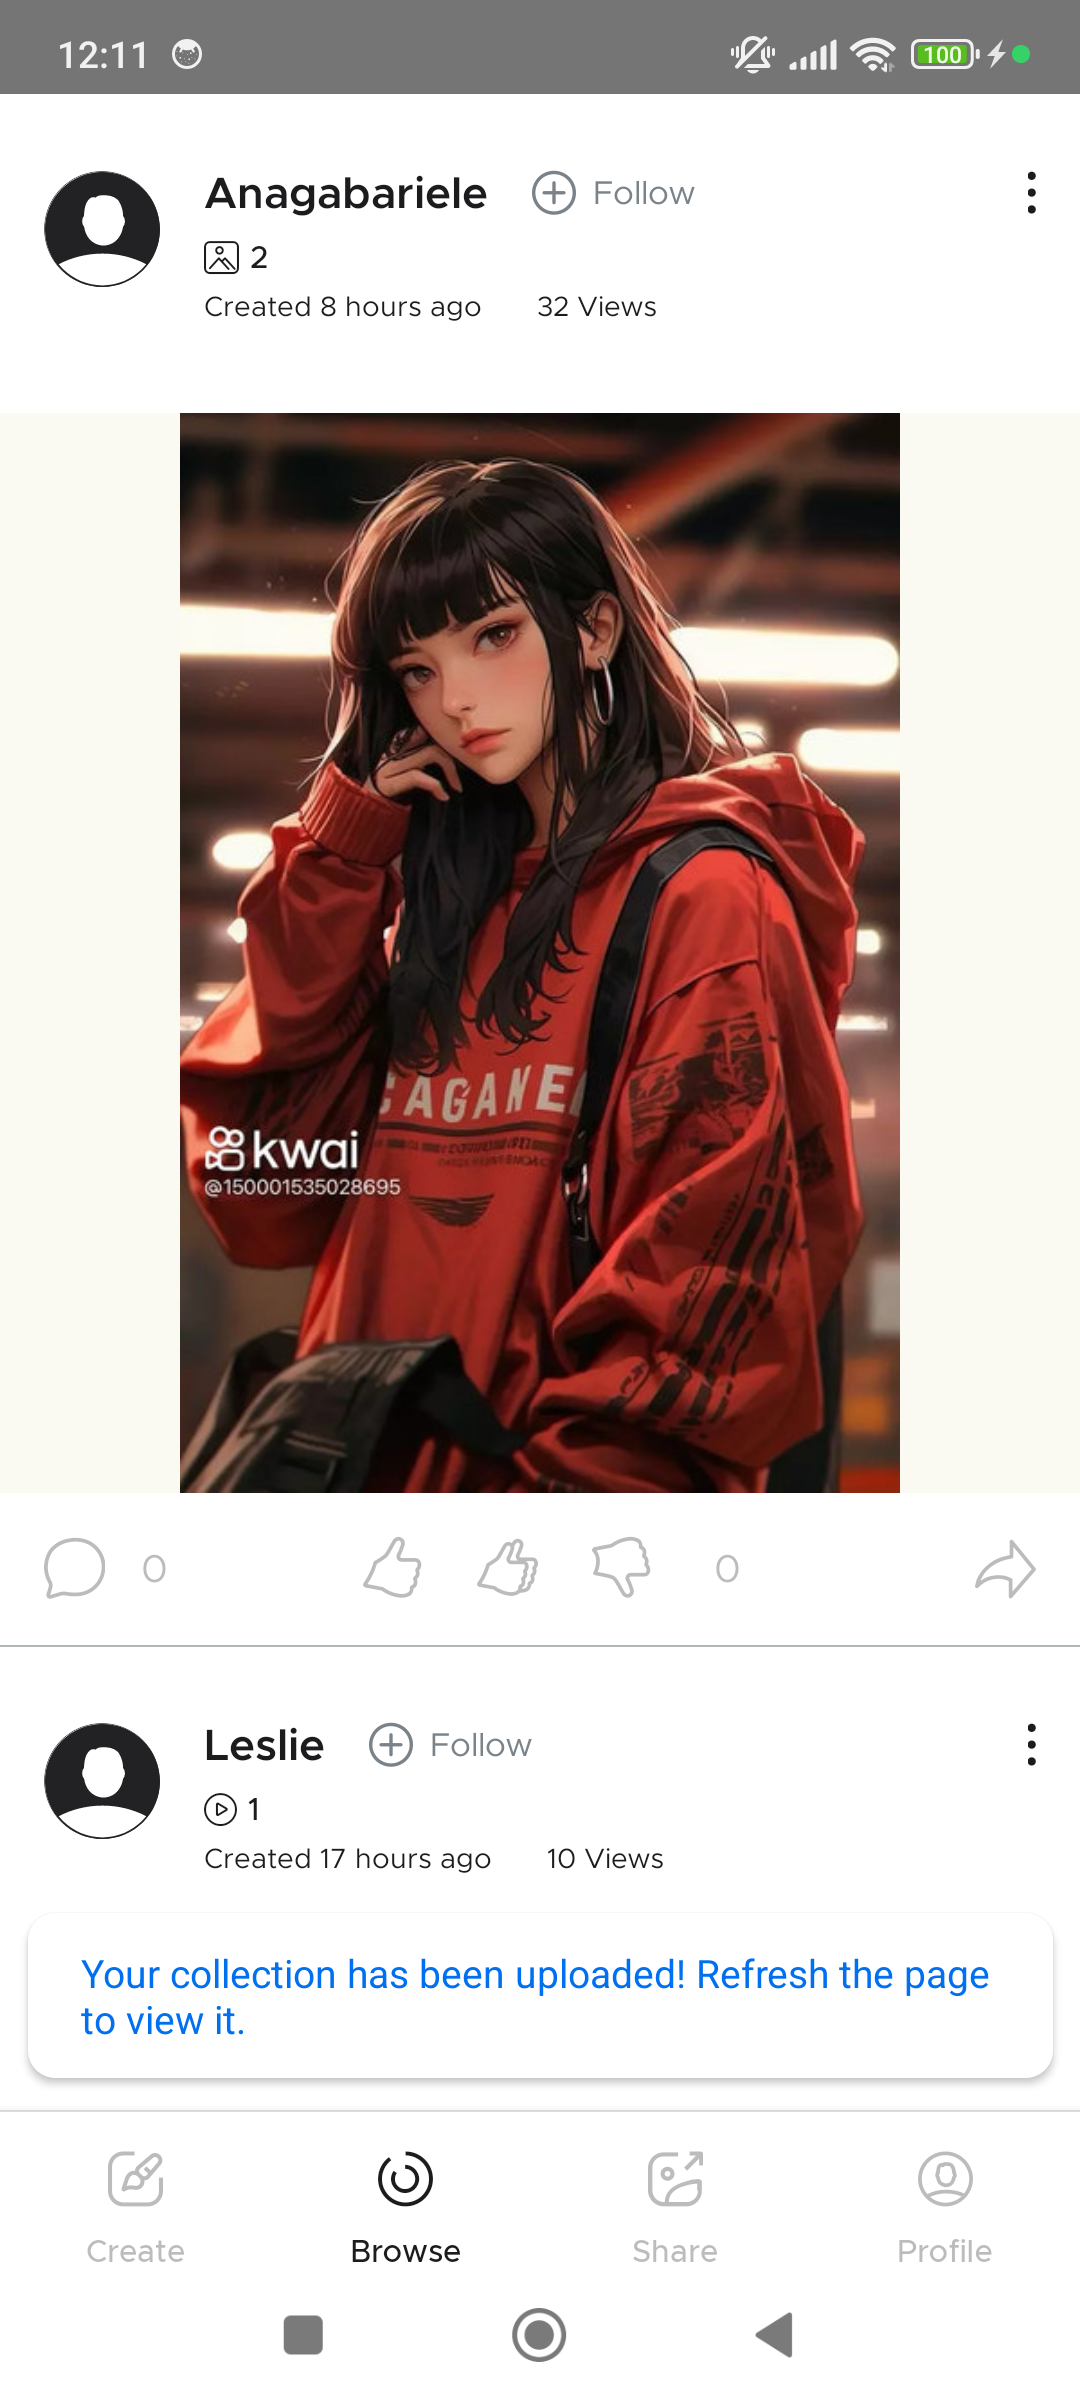 12:11
100
Anagabariele
Follow
2
Created 8 hours ago
32 Views
CAGANE
kwai
@150001535028695
0
0
Leslie
Follow
1
Created 17 hours ago
10 Views
Your collection has been uploaded! Refresh the page
to view it.
Create
Browse
Share
Profile